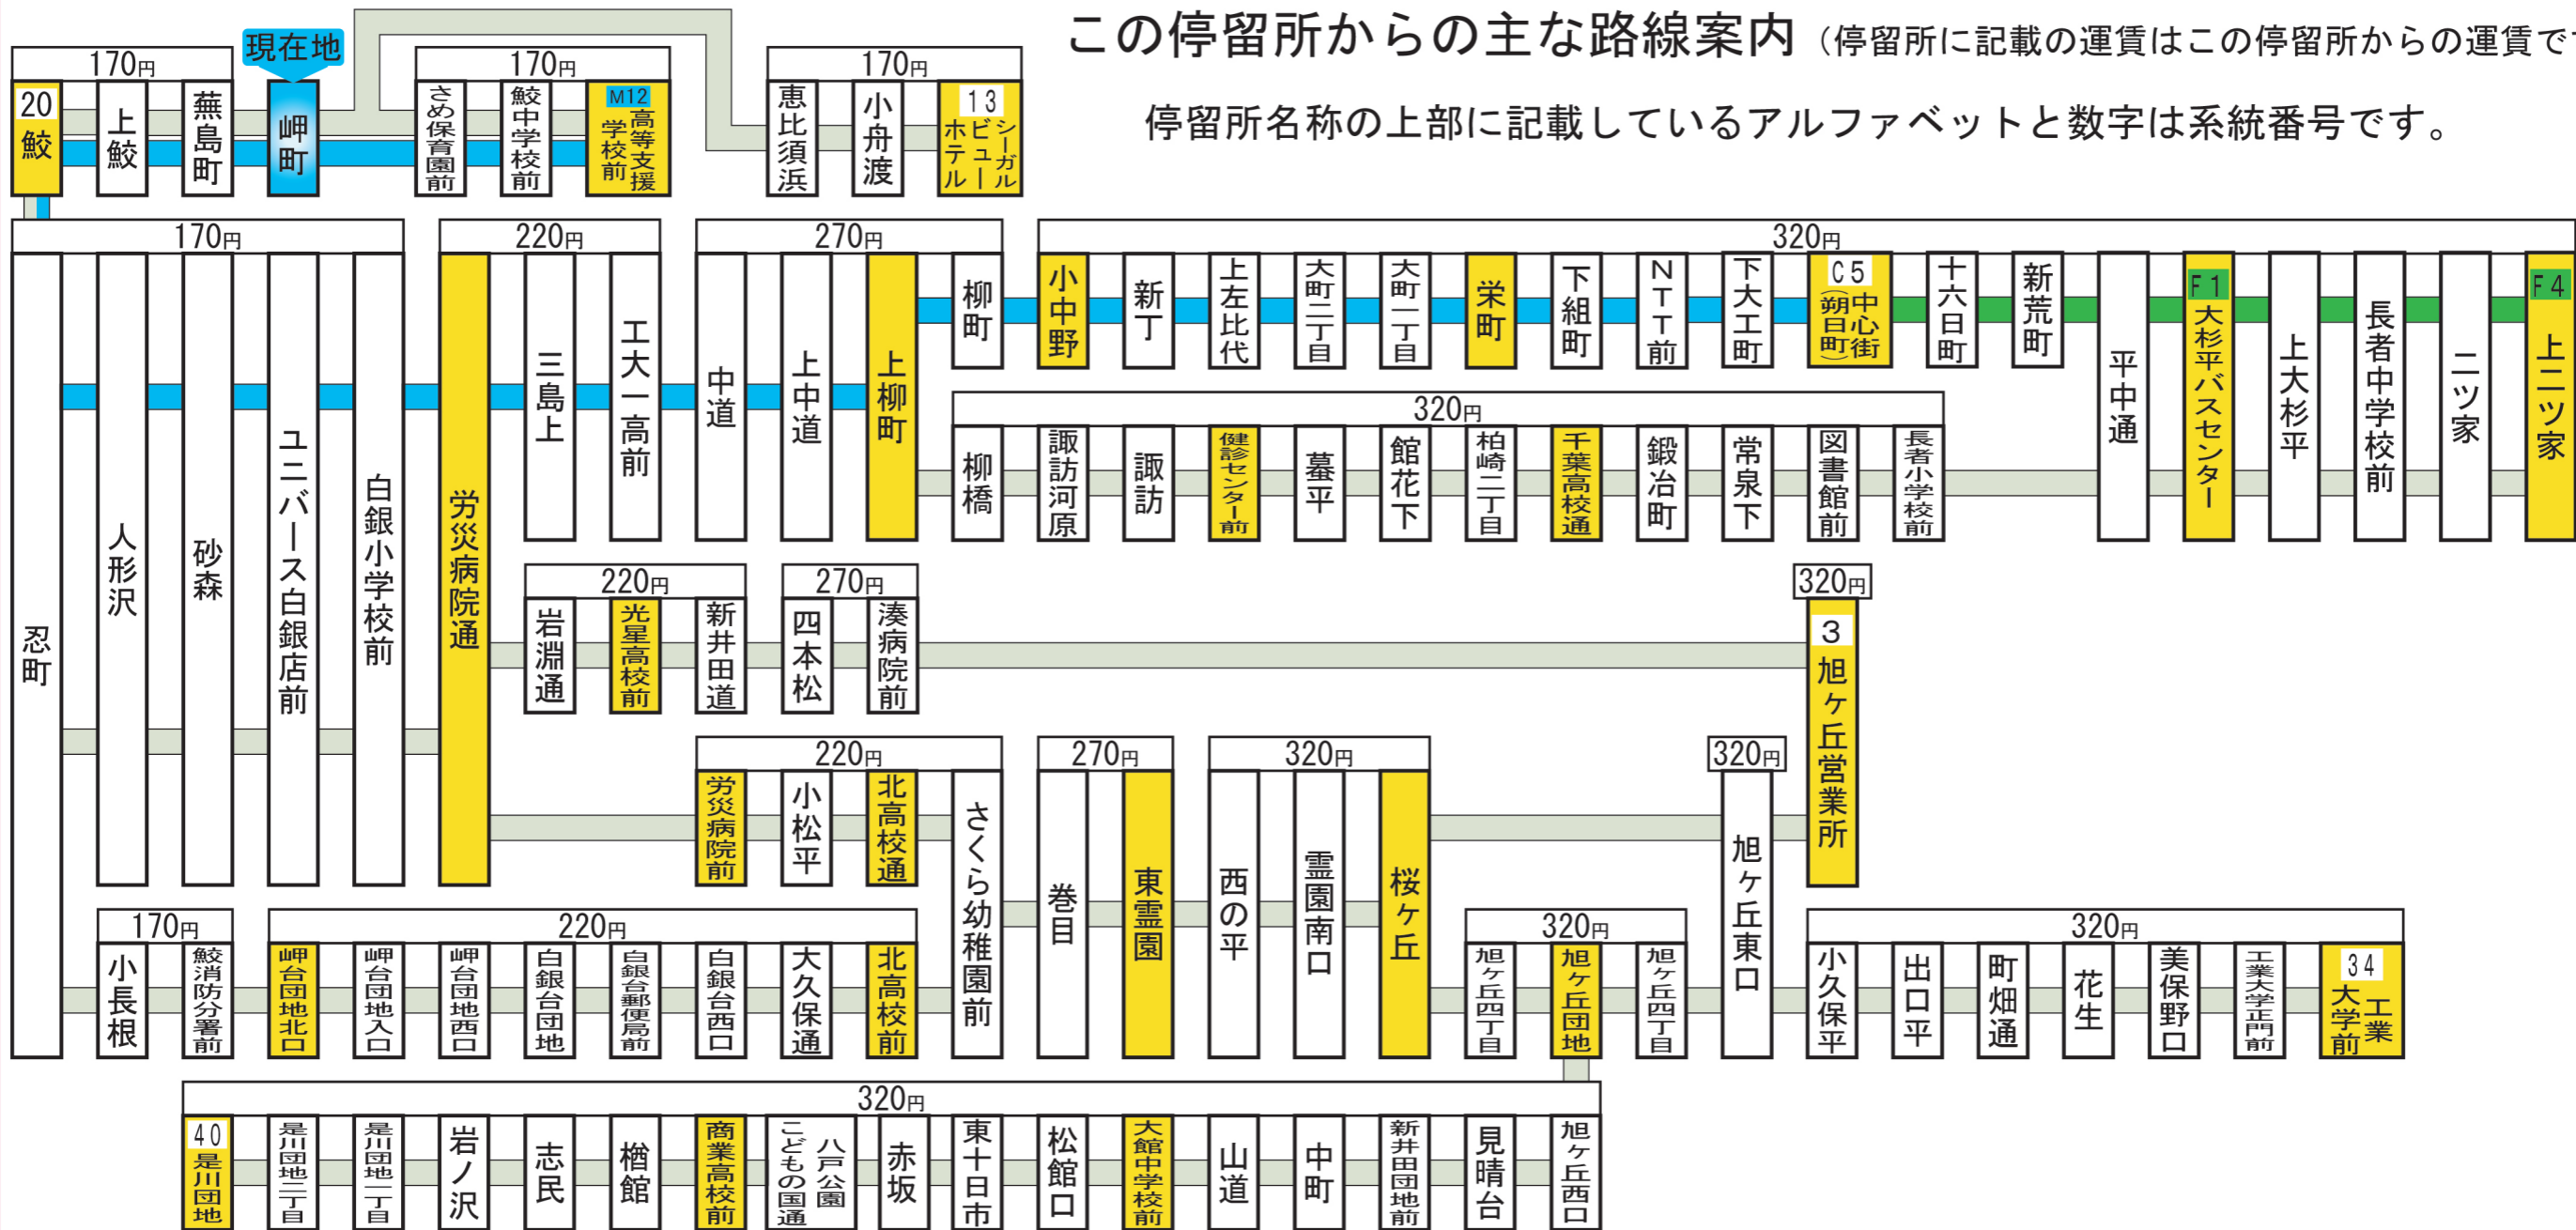 この停留所からの主な路線案内（停留所に記載の運賃はこの停留所からの運賃で
停留所名称の上部に記載しているアルファベットと数字は系統番号です。
現在地
170円
170円
170円
20 鮫
上鮫
蕪島町
岬町
さめ保育園前
鮫中学校前
M12 高等支援学校前
恵比須浜
小舟渡
13 シーガルビューホテル
170円
220円
270円
320円
忍町
人形沢
砂森
ユニバース白銀店前
白銀小学校前
労災病院通
三島上
工大一高前
中道
上中道
上柳町
柳町
小中野
新丁
上左比代
大町二丁目
大町一丁目
栄町
下組町
NTT前
下大工町
C5 中心街（朔日町）
十六日町
新荒町
平中通
F1 大杉平バスセンター
上大杉平
長者中学校前
二ツ家
F4 上二ツ家
320円
柳橋
諏訪河原
諏訪
健診センター前
蟇平
館花下
柏崎二丁目
千葉高校通
鍛冶町
常泉下
図書館前
長者小学校前
220円
270円
320円
岩淵通
光星高校前
新井田道
四本松
湊病院前
3 旭ヶ丘営業所
220円
270円
320円
320円
労災病院前
小松平
北高校通
さくら幼稚園前
巻目
東霊園
西の平
霊園南口
桜ヶ丘
旭ヶ丘東口
170円
220円
320円
320円
小長根
鮫消防分署前
岬台団地北口
岬台団地入口
岬台団地西口
白銀台団地
白銀台郵便局前
白銀台西口
大久保通
北高校前
旭ヶ丘四丁目
旭ヶ丘団地
旭ヶ丘四丁目
小久保平
出口平
町畑通
花生
美保野口
工業大学正門前
34 工業大学前
320円
40 是川団地
是川団地二丁目
是川団地一丁目
岩ノ沢
志民
楢館
商業高校前
八戸公園こどもの国通
赤坂
東十日市
松館口
大館中学校前
山道
中町
新井田団地前
見晴台
旭ヶ丘西口